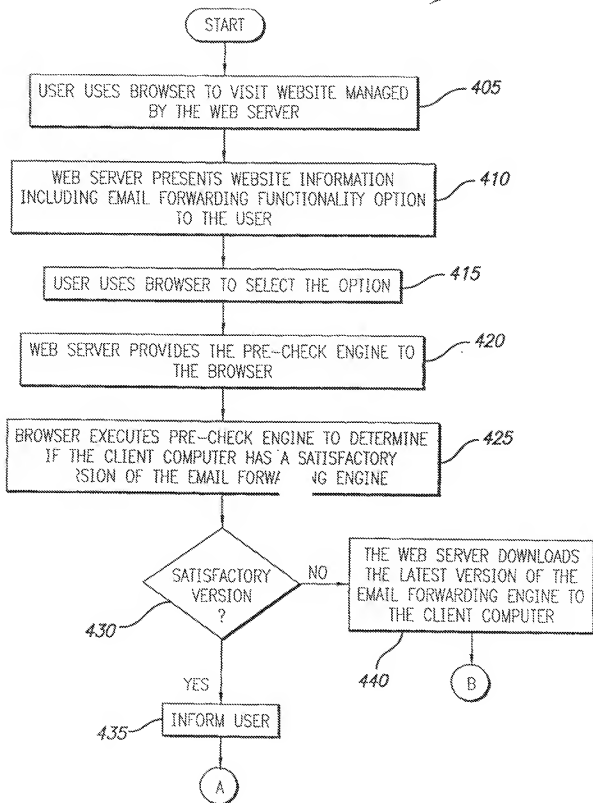 START
USER USES BROWSER TO VISIT WEBSITE MANAGED
BY THE WEB SERVER
405
WEB SERVER PRESENTS WEBSITE INFORMATION
INCLUDING EMAIL FORWARDING FUNCTIONALITY OPTION
TO THE USER
410
USER USES BROWSER TO SELECT THE OPTION
415
WEB SERVER PROVIDES THE PRE-CHECK ENGINE TO
THE BROWSER
420
BROWSER EXECUTES PRE-CHECK ENGINE TO DETERMINE
IF THE CLIENT COMPUTER HAS A SATISFACTORY
OF THE EMAIL ENGINE
425
SATISFACTORY
VERSION
?
430
NO
THE WEB SERVER DOWNLOADS
THE LATEST VERSION OF THE
EMAIL FORWARDING ENGINE TO
THE CLIENT COMPUTER
440
B
YES
INFORM USER
435
A